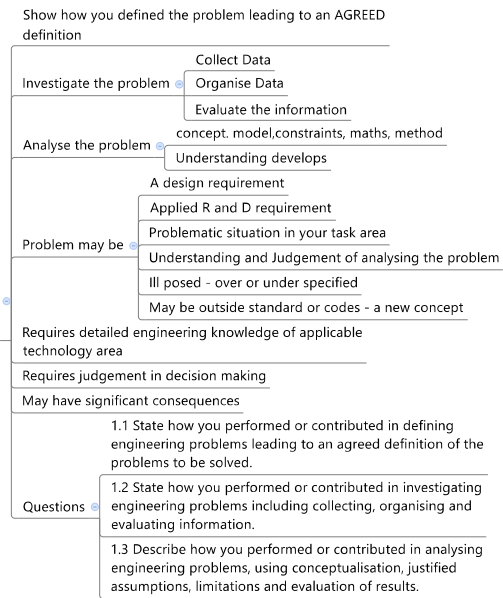 Show how you defined the problem leading to an AGREED
definition
Investigate the problem
Collect Data
Organise Data
Evaluate the information
Analyse the problem
concept. model,constraints, maths, method
Understanding develops
Problem may be
A design requirement
Applied R and D requirement
Problematic situation in your task area
Understanding and Judgement of analysing the problem
Ill posed - over or under specified
May be outside standard or codes - a new concept
Requires detailed engineering knowledge of applicable
technology area
Requires judgement in decision making
May have significant consequences
Questions
1.1 State how you performed or contributed in defining
engineering problems leading to an agreed definition of the
problems to be solved.
1.2 State how you performed or contributed in investigating
engineering problems including collecting, organising and
evaluating information.
1.3 Describe how you performed or contributed in analysing
engineering problems, using conceptualisation, justified
assumptions, limitations and evaluation of results.